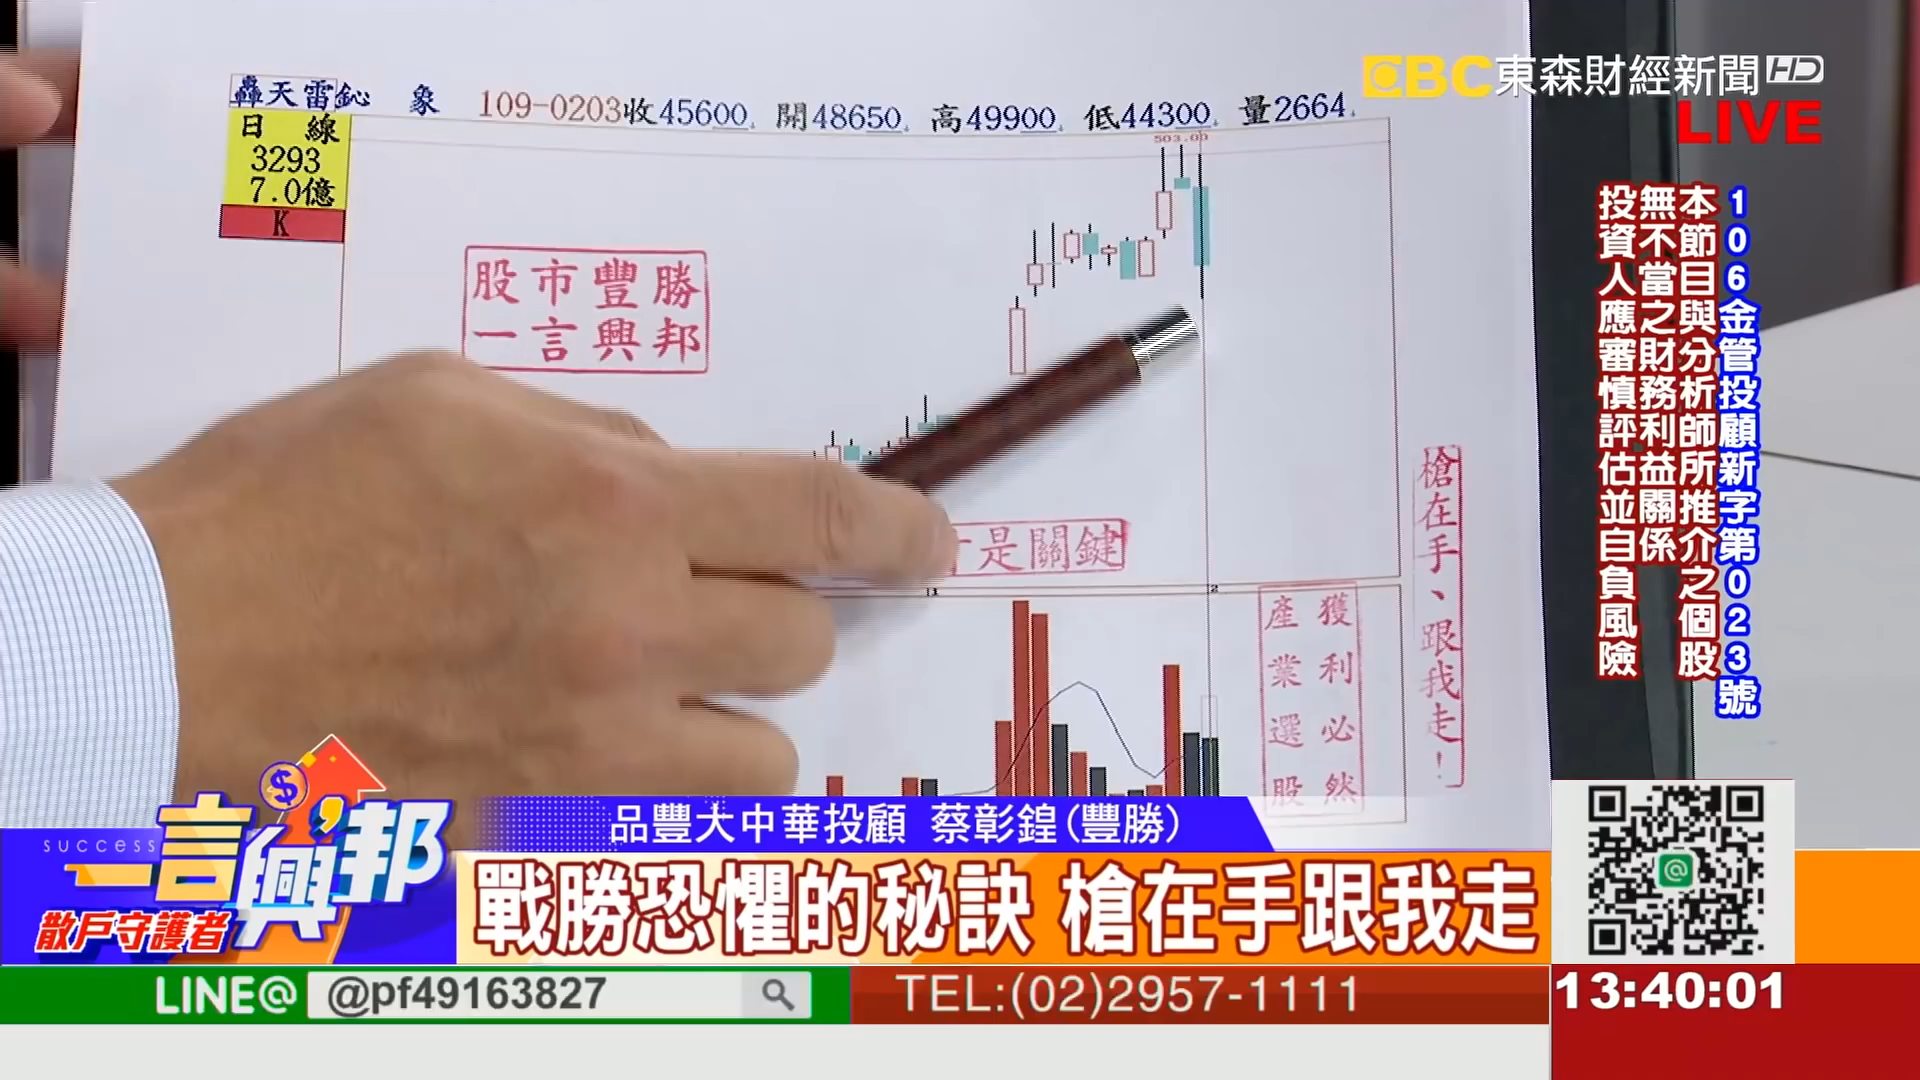 轟天雷鈊 象 109-0203收45600 開48650 高49900 低44300 量2664
日 線
3293
7.0億
K
503.00
股市豐勝
一言興邦
是關鍵
1
2
獲利必然
產業選股
槍在手、跟我走！
EBC東森財經新聞HD
LIVE
106金管投顧新字第023號
本節目與分析師所推介之個股
無不當之財務利益關係
投資人應審慎評估並自負風險
success
一言興邦
散戶守護者
品豐大中華投顧 蔡彰鍠(豐勝)
戰勝恐懼的秘訣 槍在手跟我走
LINE@ @pf49163827
TEL:(02)2957-1111
13:40:01